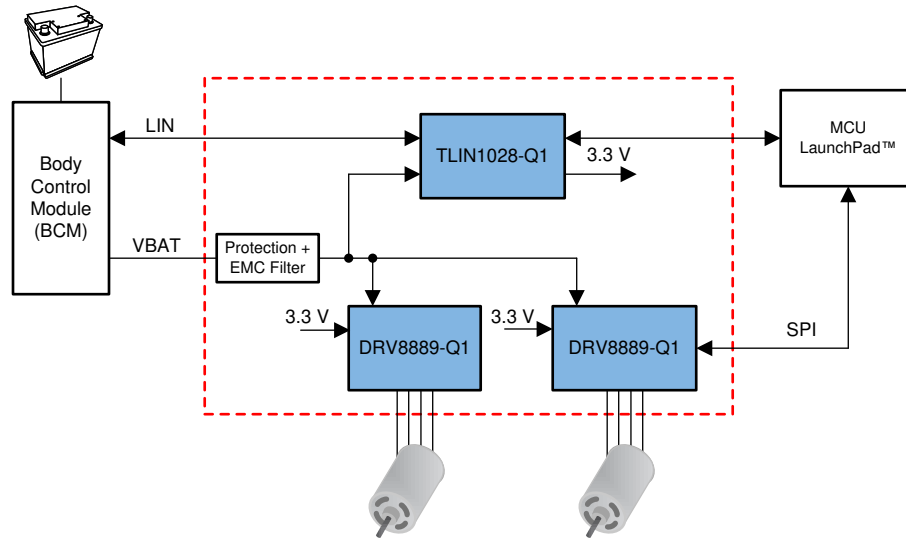 LIN
TLIN1028-Q1
3.3 V
MCU
LaunchPad™
Body
Control
Module
(BCM)
VBAT
Protection +
EMC Filter
3.3 V
DRV8889-Q1
3.3 V
DRV8889-Q1
SPI